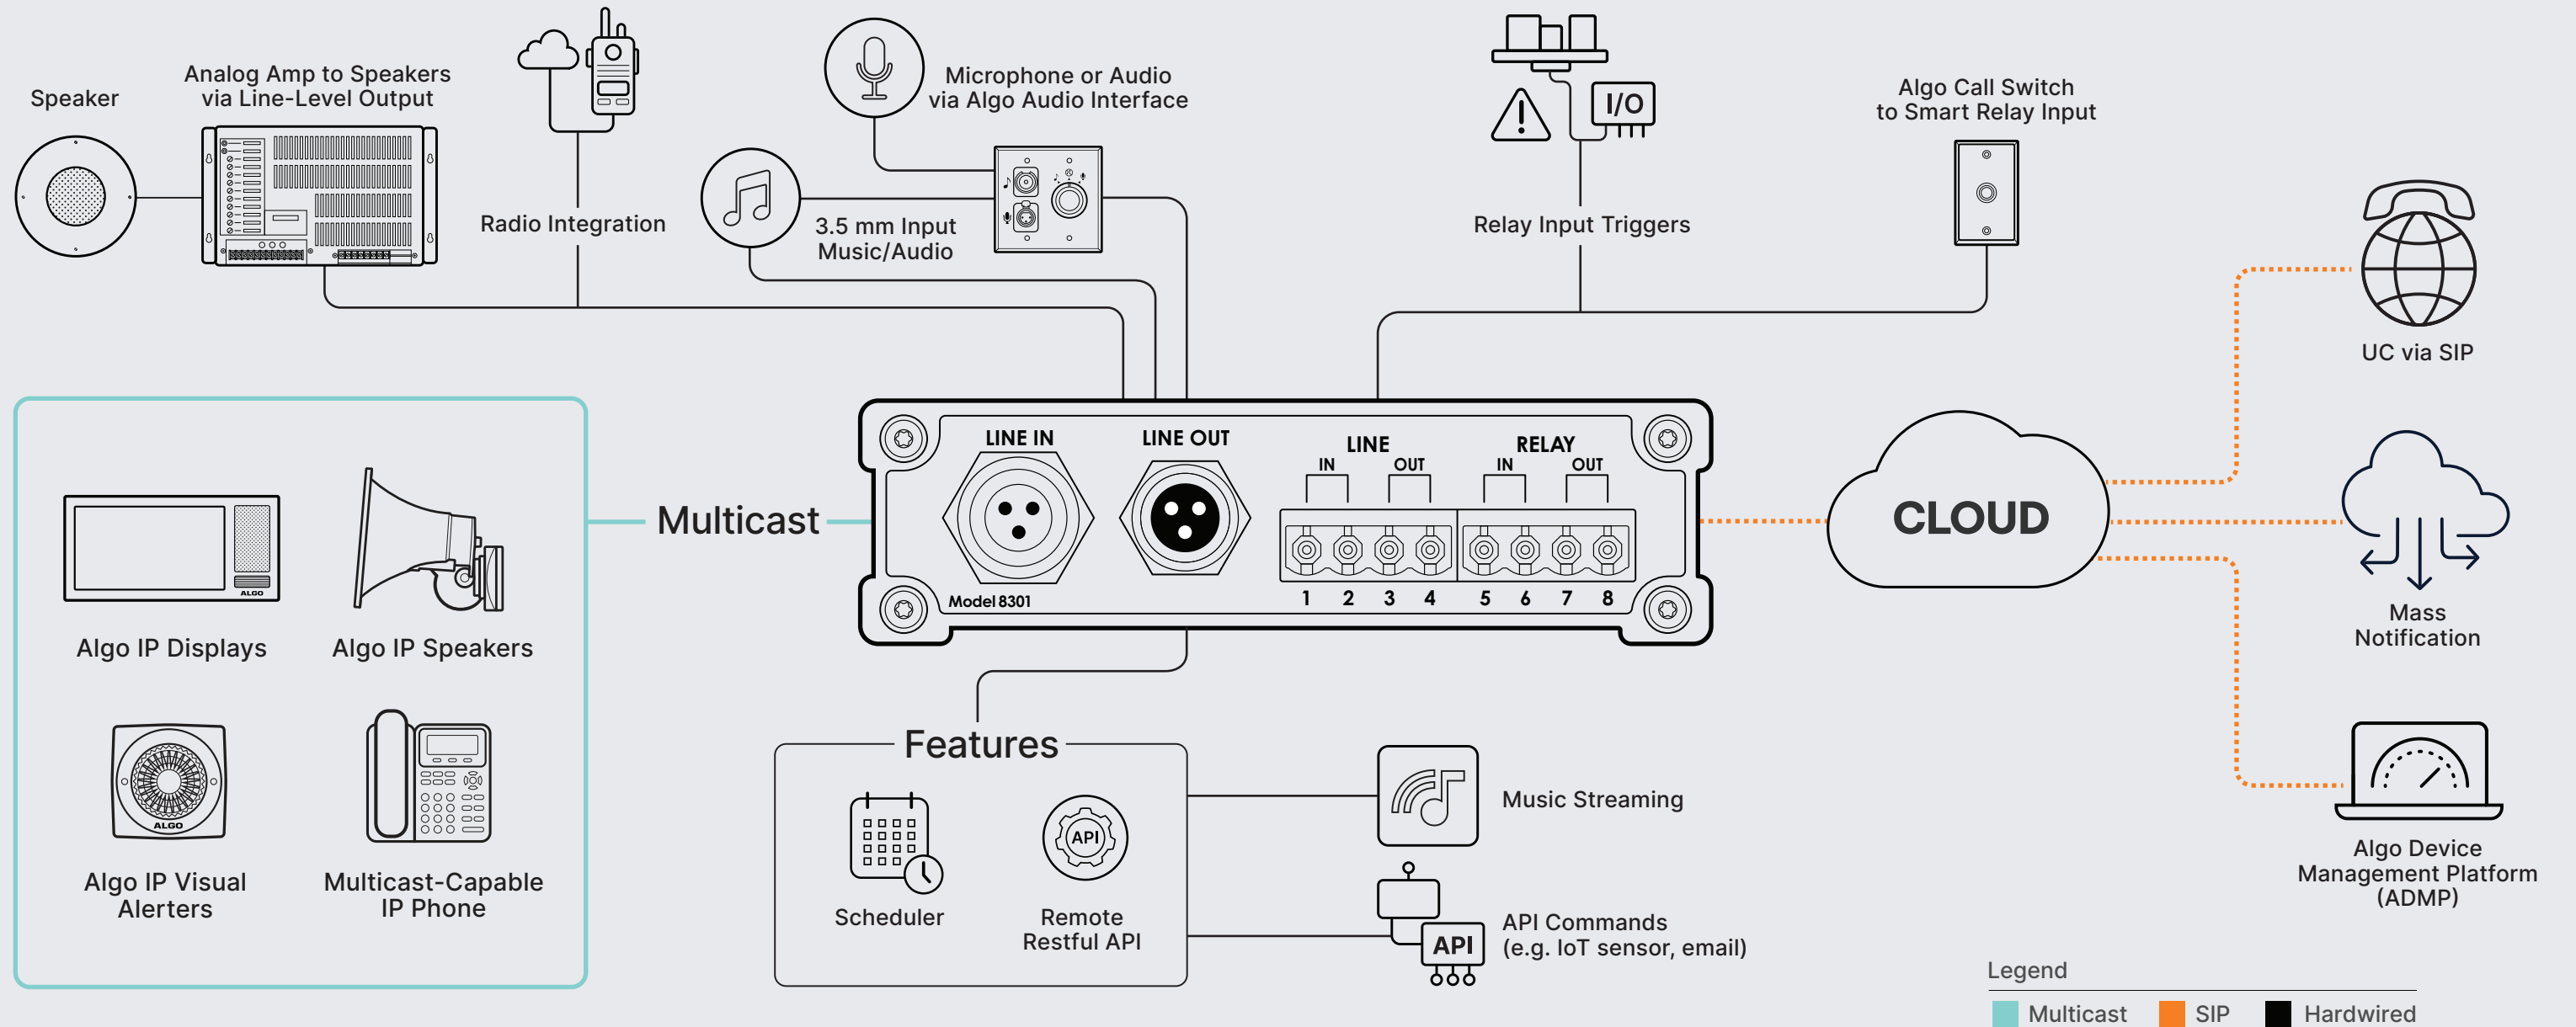 Speaker
Analog Amp to Speakers
via Line-Level Output
Radio Integration
Microphone or Audio
via Algo Audio Interface
3.5 mm Input
Music/Audio
I/O
Relay Input Triggers
Algo Call Switch
to Smart Relay Input
UC via SIP
LINE IN
LINE OUT
LINE
IN
OUT
RELAY
IN
OUT
1 2 3 4 5 6 7 8
Model 8301
Multicast
ALGO
Algo IP Displays
Algo IP Speakers
ALGO
Algo IP Visual
Alerters
Multicast-Capable
IP Phone
CLOUD
Mass
Notification
Algo Device
Management Platform
(ADMP)
Features
Scheduler
API
Remote
Restful API
Music Streaming
API
API Commands
(e.g. IoT sensor, email)
Legend
Multicast
SIP
Hardwired